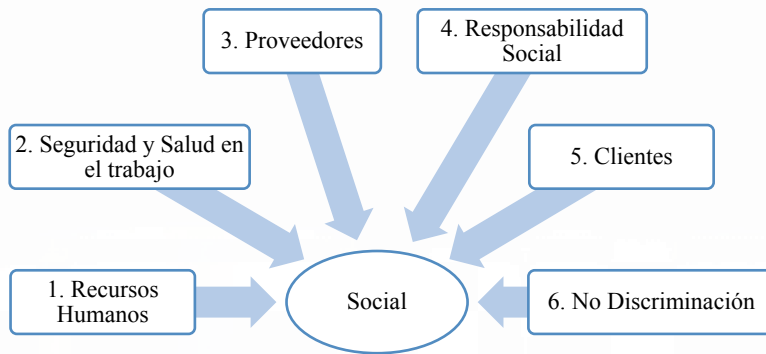 3. Proveedores
4. Responsabilidad
Social
2. Seguridad y Salud en
el trabajo
5. Clientes
1. Recursos
Humanos
Social
6. No Discriminación